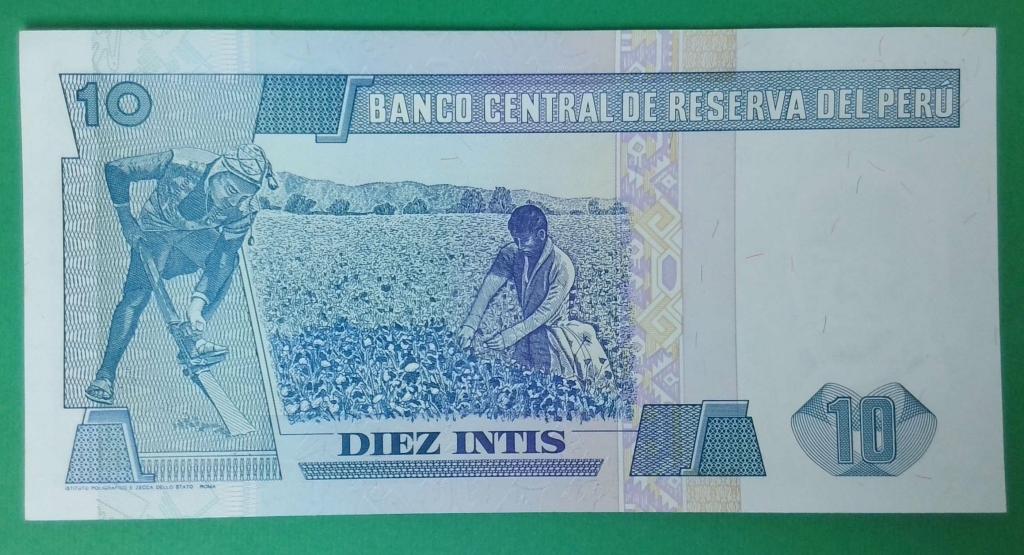 10
BANCO CENTRAL DE RESERVA DEL PERÚ
DIEZ INTIS
10
ISTITUTO POLIGRAFICO E ZECCA DELLO STATO ROMA